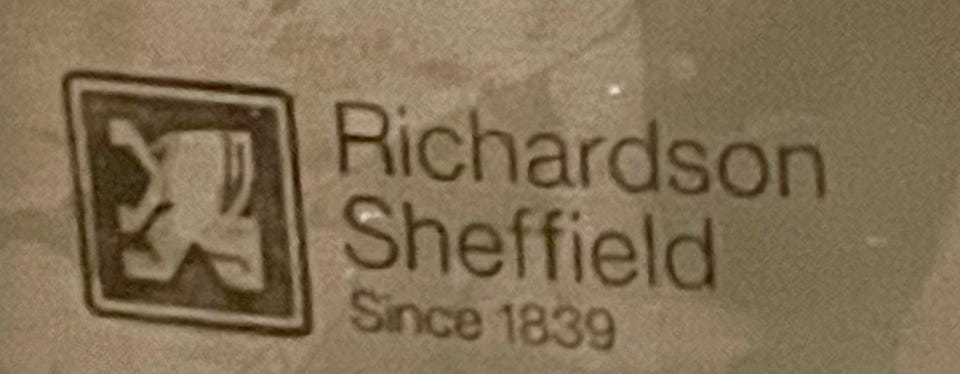 Richardson
Sheffield
Since 1839